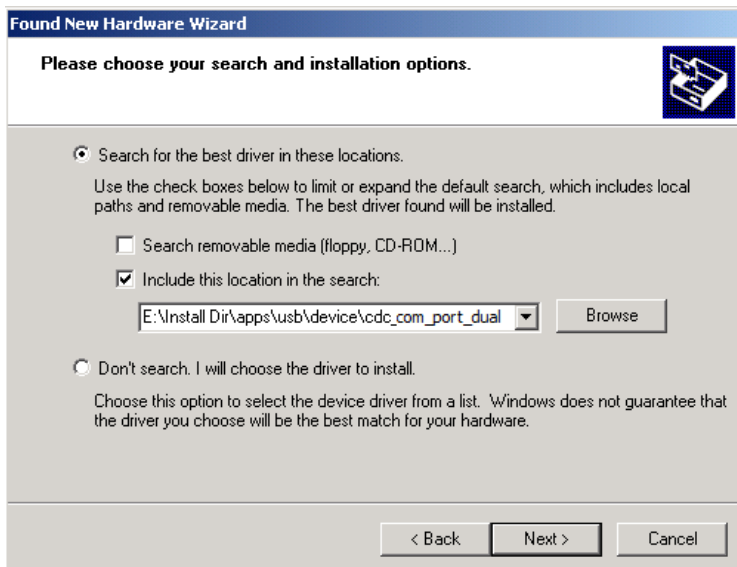 Found New Hardware Wizard
Please choose your search and installation options.
Search for the best driver in these locations.
Use the check boxes below to limit or expand the default search, which includes local
paths and removable media. The best driver found will be installed.
Search removable media (floppy, CD-ROM...)
Include this location in the search:
E:\Install Dir\apps\usb\device\cdc_com_port_dual
Browse
Don't search. I will choose the driver to install.
Choose this option to select the device driver from a list.  Windows does not guarantee that
the driver you choose will be the best match for your hardware.
< Back
Next >
Cancel